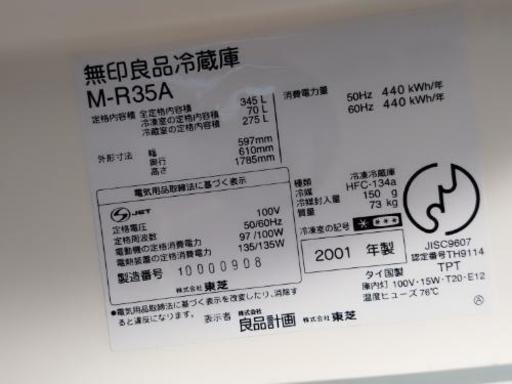 無印良品冷蔵庫
M-R35A
定格内容積 全定格内容積 345 L
冷凍室の定格内容積 70 L
冷蔵室の定格内容積 275 L
外形寸法 幅 597mm
奥行 610mm
高さ 1785mm
消費電力量 50Hz 440 kWh/年
60Hz 440 kWh/年
電気用品取締法に基づく表示
JET
定格電圧 100V
定格周波数 50/60Hz
電動機の定格消費電力 97/100W
電熱装置の定格消費電力 135/135W
製造番号 10000908
株式会社 東芝
種類 冷凍冷蔵庫
冷媒 HFC-134a
冷媒封入量 150 g
質量 73 kg
冷凍室の記号
2001 年製
JISC9607
認定番号TH9114
TPT
タイ国製
庫内灯 100V・15W・T20・E12
温度ヒューズ 76℃
●電気用品取締法に基づく表示を改変したり、消除す
ると違反になります。
表示者 株式会社 良品計画 株式会社 東芝